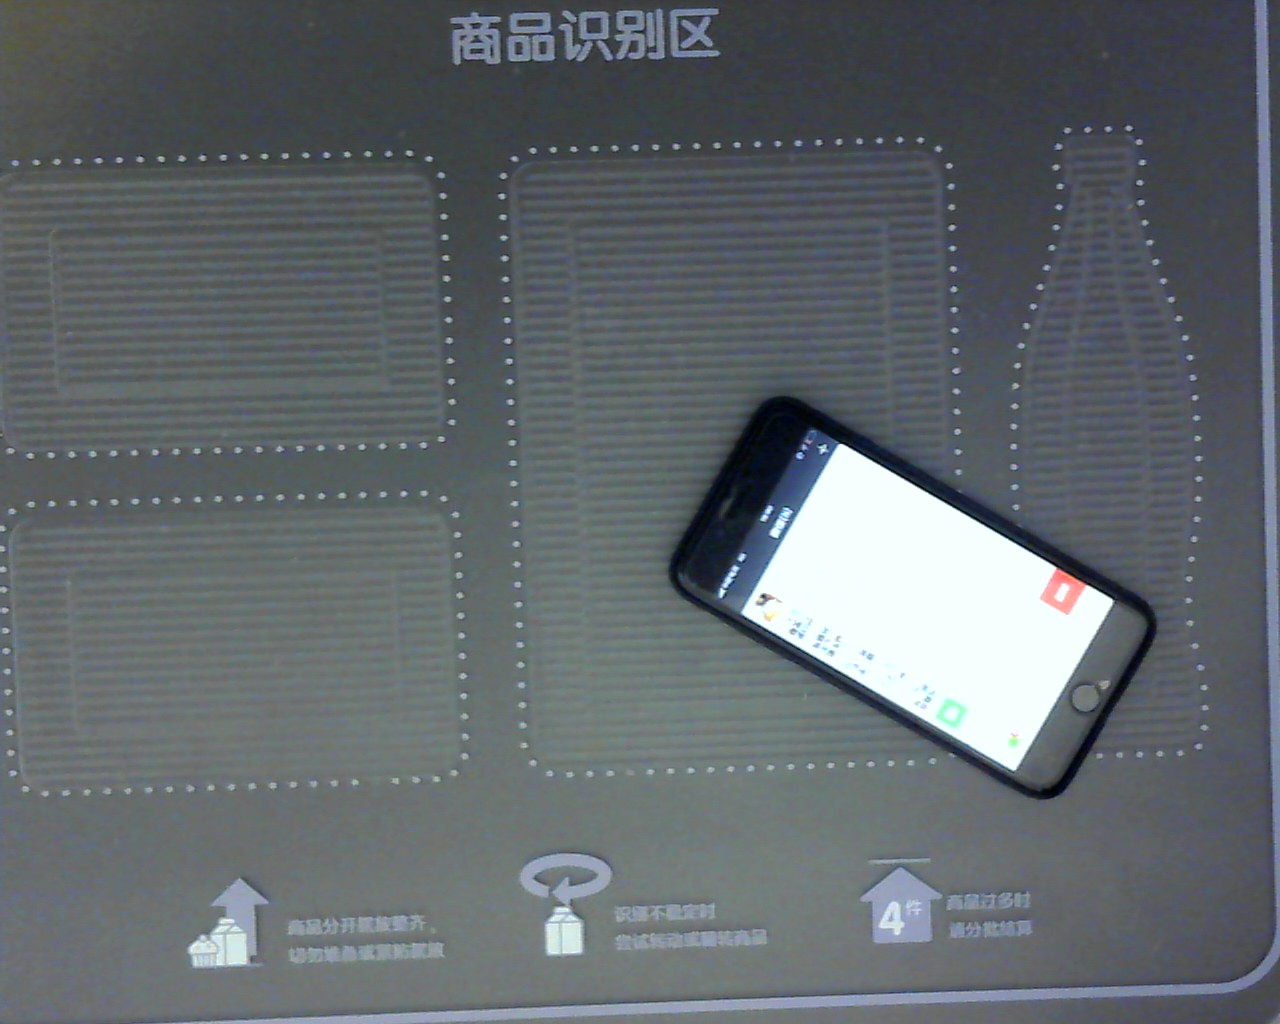 商品识别区
商品分开摆放整齐，
切勿堆叠或紧贴摆放
识别不稳定时
尝试转动或翻转商品
4件
商品过多时
请分批结算